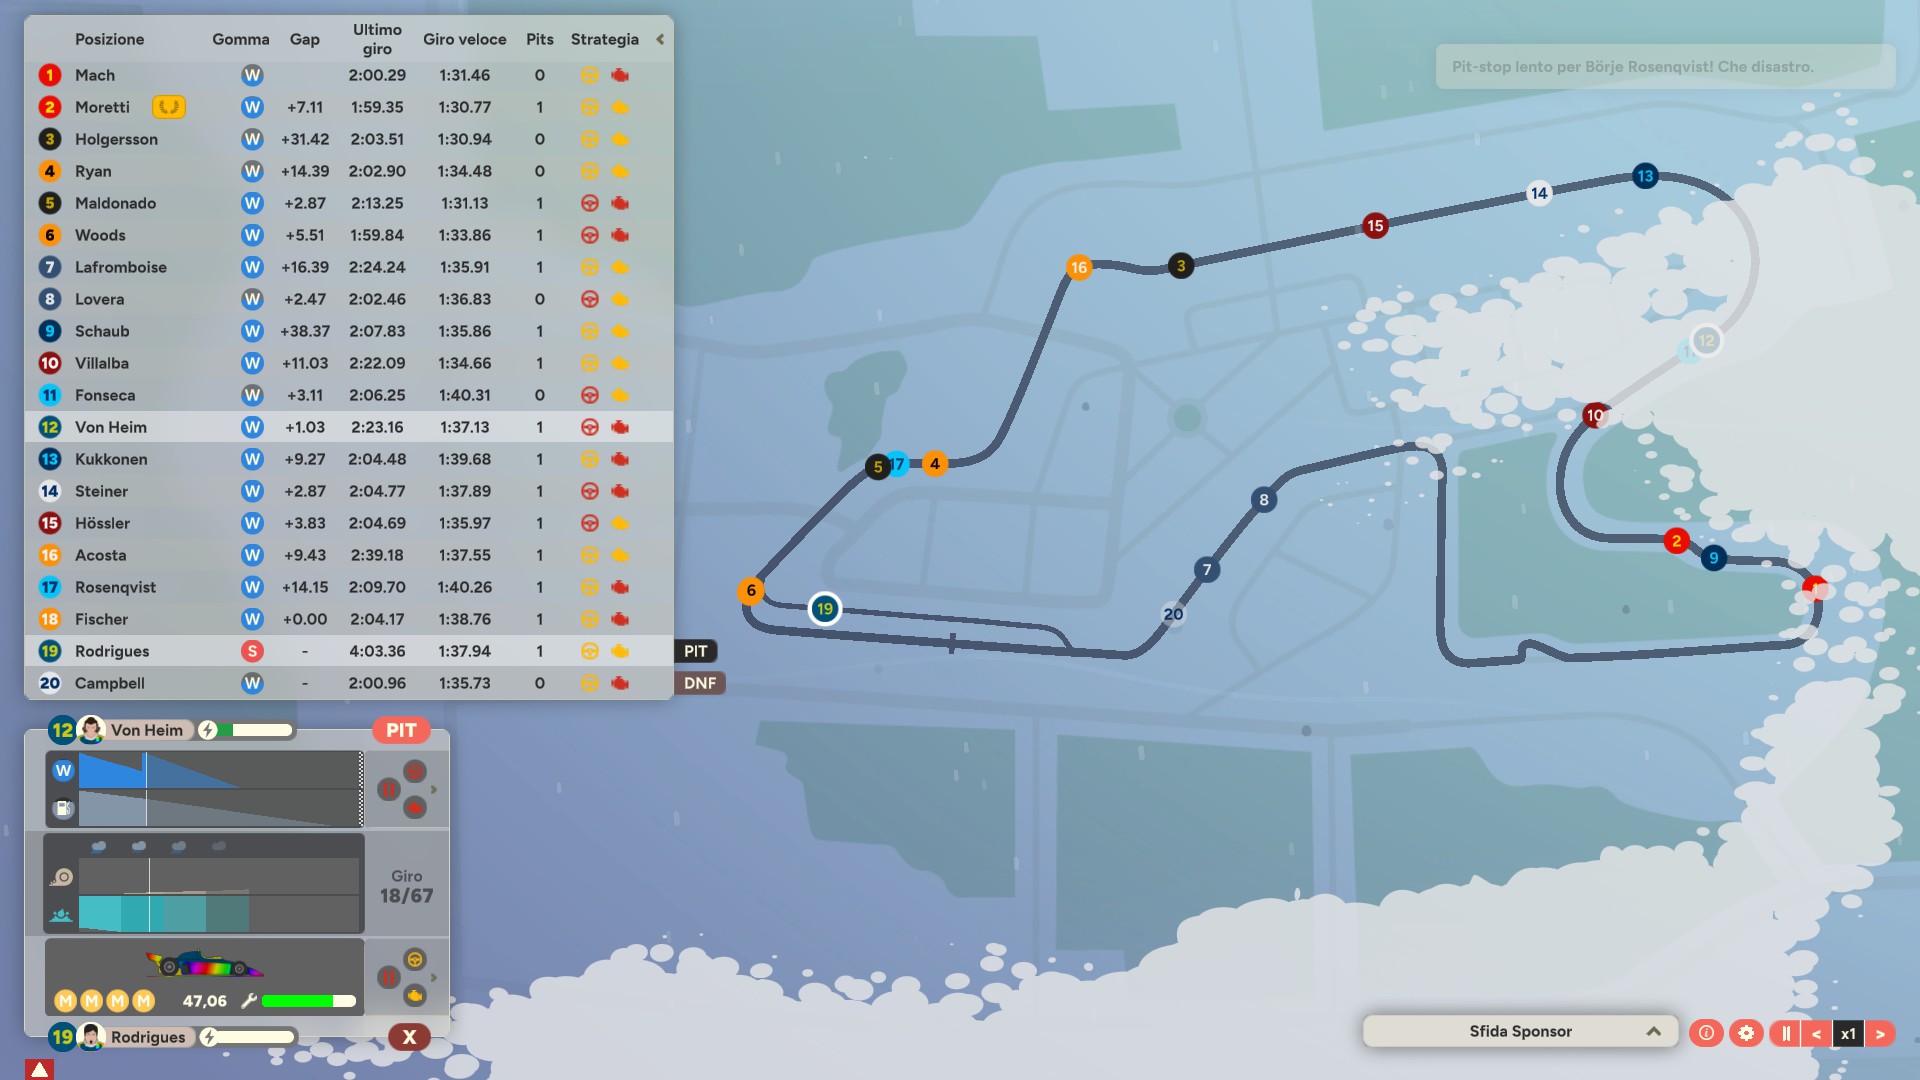 Posizione Gomma Gap Ultimo giro Giro veloce Pits Strategia
1 Mach W 2:00.29 1:31.46 0
2 Moretti W +7.11 1:59.35 1:30.77 1
3 Holgersson W +31.42 2:03.51 1:30.94 0
4 Ryan W +14.39 2:02.90 1:34.48 0
5 Maldonado W +2.87 2:13.25 1:31.13 1
6 Woods W +5.51 1:59.84 1:33.86 1
7 Lafromboise W +16.39 2:24.24 1:35.91 1
8 Lovera W +2.47 2:02.46 1:36.83 0
9 Schaub W +38.37 2:07.83 1:35.86 1
10 Villalba W +11.03 2:22.09 1:34.66 1
11 Fonseca W +3.11 2:06.25 1:40.31 0
12 Von Heim W +1.03 2:23.16 1:37.13 1
13 Kukkonen W +9.27 2:04.48 1:39.68 1
14 Steiner W +2.87 2:04.77 1:37.89 1
15 Hössler W +3.83 2:04.69 1:35.97 1
16 Acosta W +9.43 2:39.18 1:37.55 1
17 Rosenqvist W +14.15 2:09.70 1:40.26 1
18 Fischer W +0.00 2:04.17 1:38.76 1
19 Rodrigues S - 4:03.36 1:37.94 1 PIT
20 Campbell W - 2:00.96 1:35.73 0 DNF
Pit-stop lento per Börje Rosenqvist! Che disastro.
13
14
15
16
3
12
10
5
17
4
8
2
9
7
6
19
20
12 Von Heim PIT
W
Giro
18/67
M M M M 47,06
19 Rodrigues X
Sfida Sponsor
x1